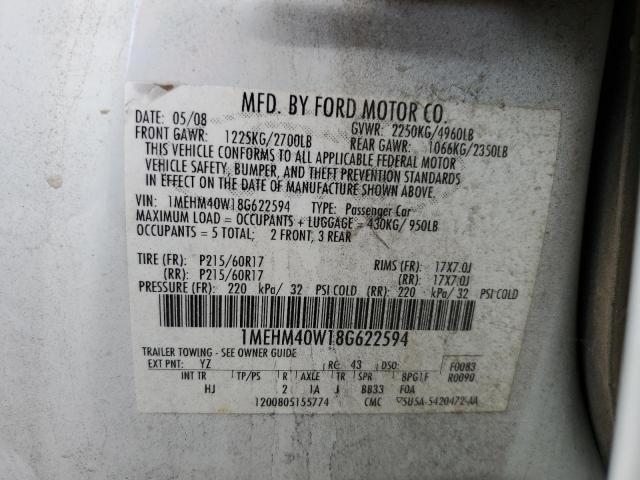 MFD. BY FORD MOTOR CO.
DATE: 05/08 GVWR: 2250KG/4960LB
FRONT GAWR: 1225KG/2700LB REAR GAWR: 1066KG/2350LB
THIS VEHICLE CONFORMS TO ALL APPLICABLE FEDERAL MOTOR
VEHICLE SAFETY, BUMPER, AND THEFT PREVENTION STANDARDS
IN EFFECT ON THE DATE OF MANUFACTURE SHOWN ABOVE.
VIN: 1MEHM40W18G622594 TYPE: Passenger Car
MAXIMUM LOAD = OCCUPANTS + LUGGAGE = 430KG/ 950LB
OCCUPANTS = 5 TOTAL; 2 FRONT, 3 REAR
TIRE (FR): P215/60R17 RIMS (FR): 17X7.0J
(RR): P215/60R17 (RR): 17X7.0J
PRESSURE (FR): 220 kPa/ 32 PSI COLD (RR): 220 kPa/ 32 PSI COLD
1MEHM40W18G622594
TRAILER TOWING - SEE OWNER GUIDE
EXT PNT: YZ RC: 43 DSO: F0083
INT TR TP/PS R AXLE TR SPR 8PG1F R0090
HJ 2 1A J BB33 F0A
1200805155774 CMC ▽5U5A-5420472-AA